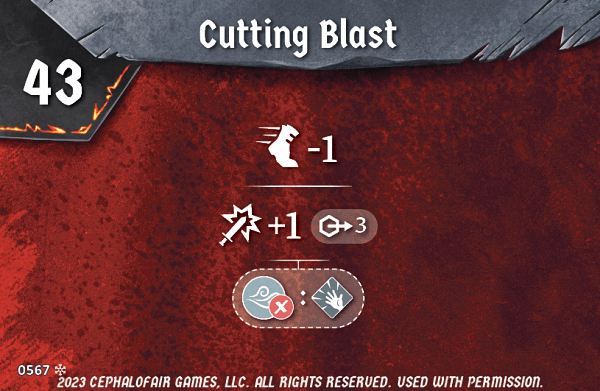 Cutting Blast
43
-1
+1 3
:
0567
2023 CEPHALOFAIR GAMES, LLC. ALL RIGHTS RESERVED. USED WITH PERMISSION.